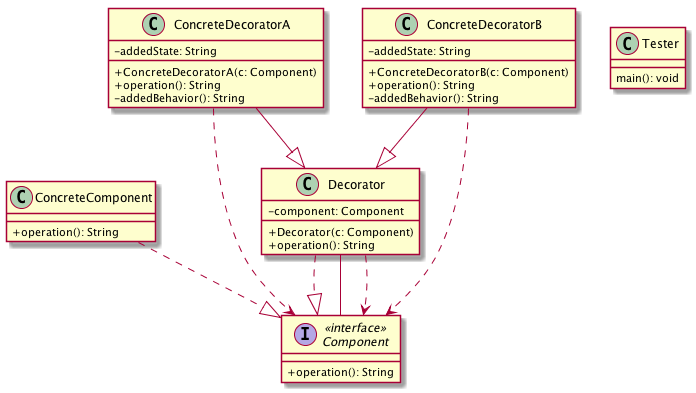 C ConcreteDecoratorA
-addedState: String
+ConcreteDecoratorA(c: Component)
+operation(): String
-addedBehavior(): String
C ConcreteDecoratorB
-addedState: String
+ConcreteDecoratorB(c: Component)
+operation(): String
-addedBehavior(): String
C Tester
main(): void
C ConcreteComponent
+operation(): String
C Decorator
-component: Component
+Decorator(c: Component)
+operation(): String
I «interface»
Component
+operation(): String